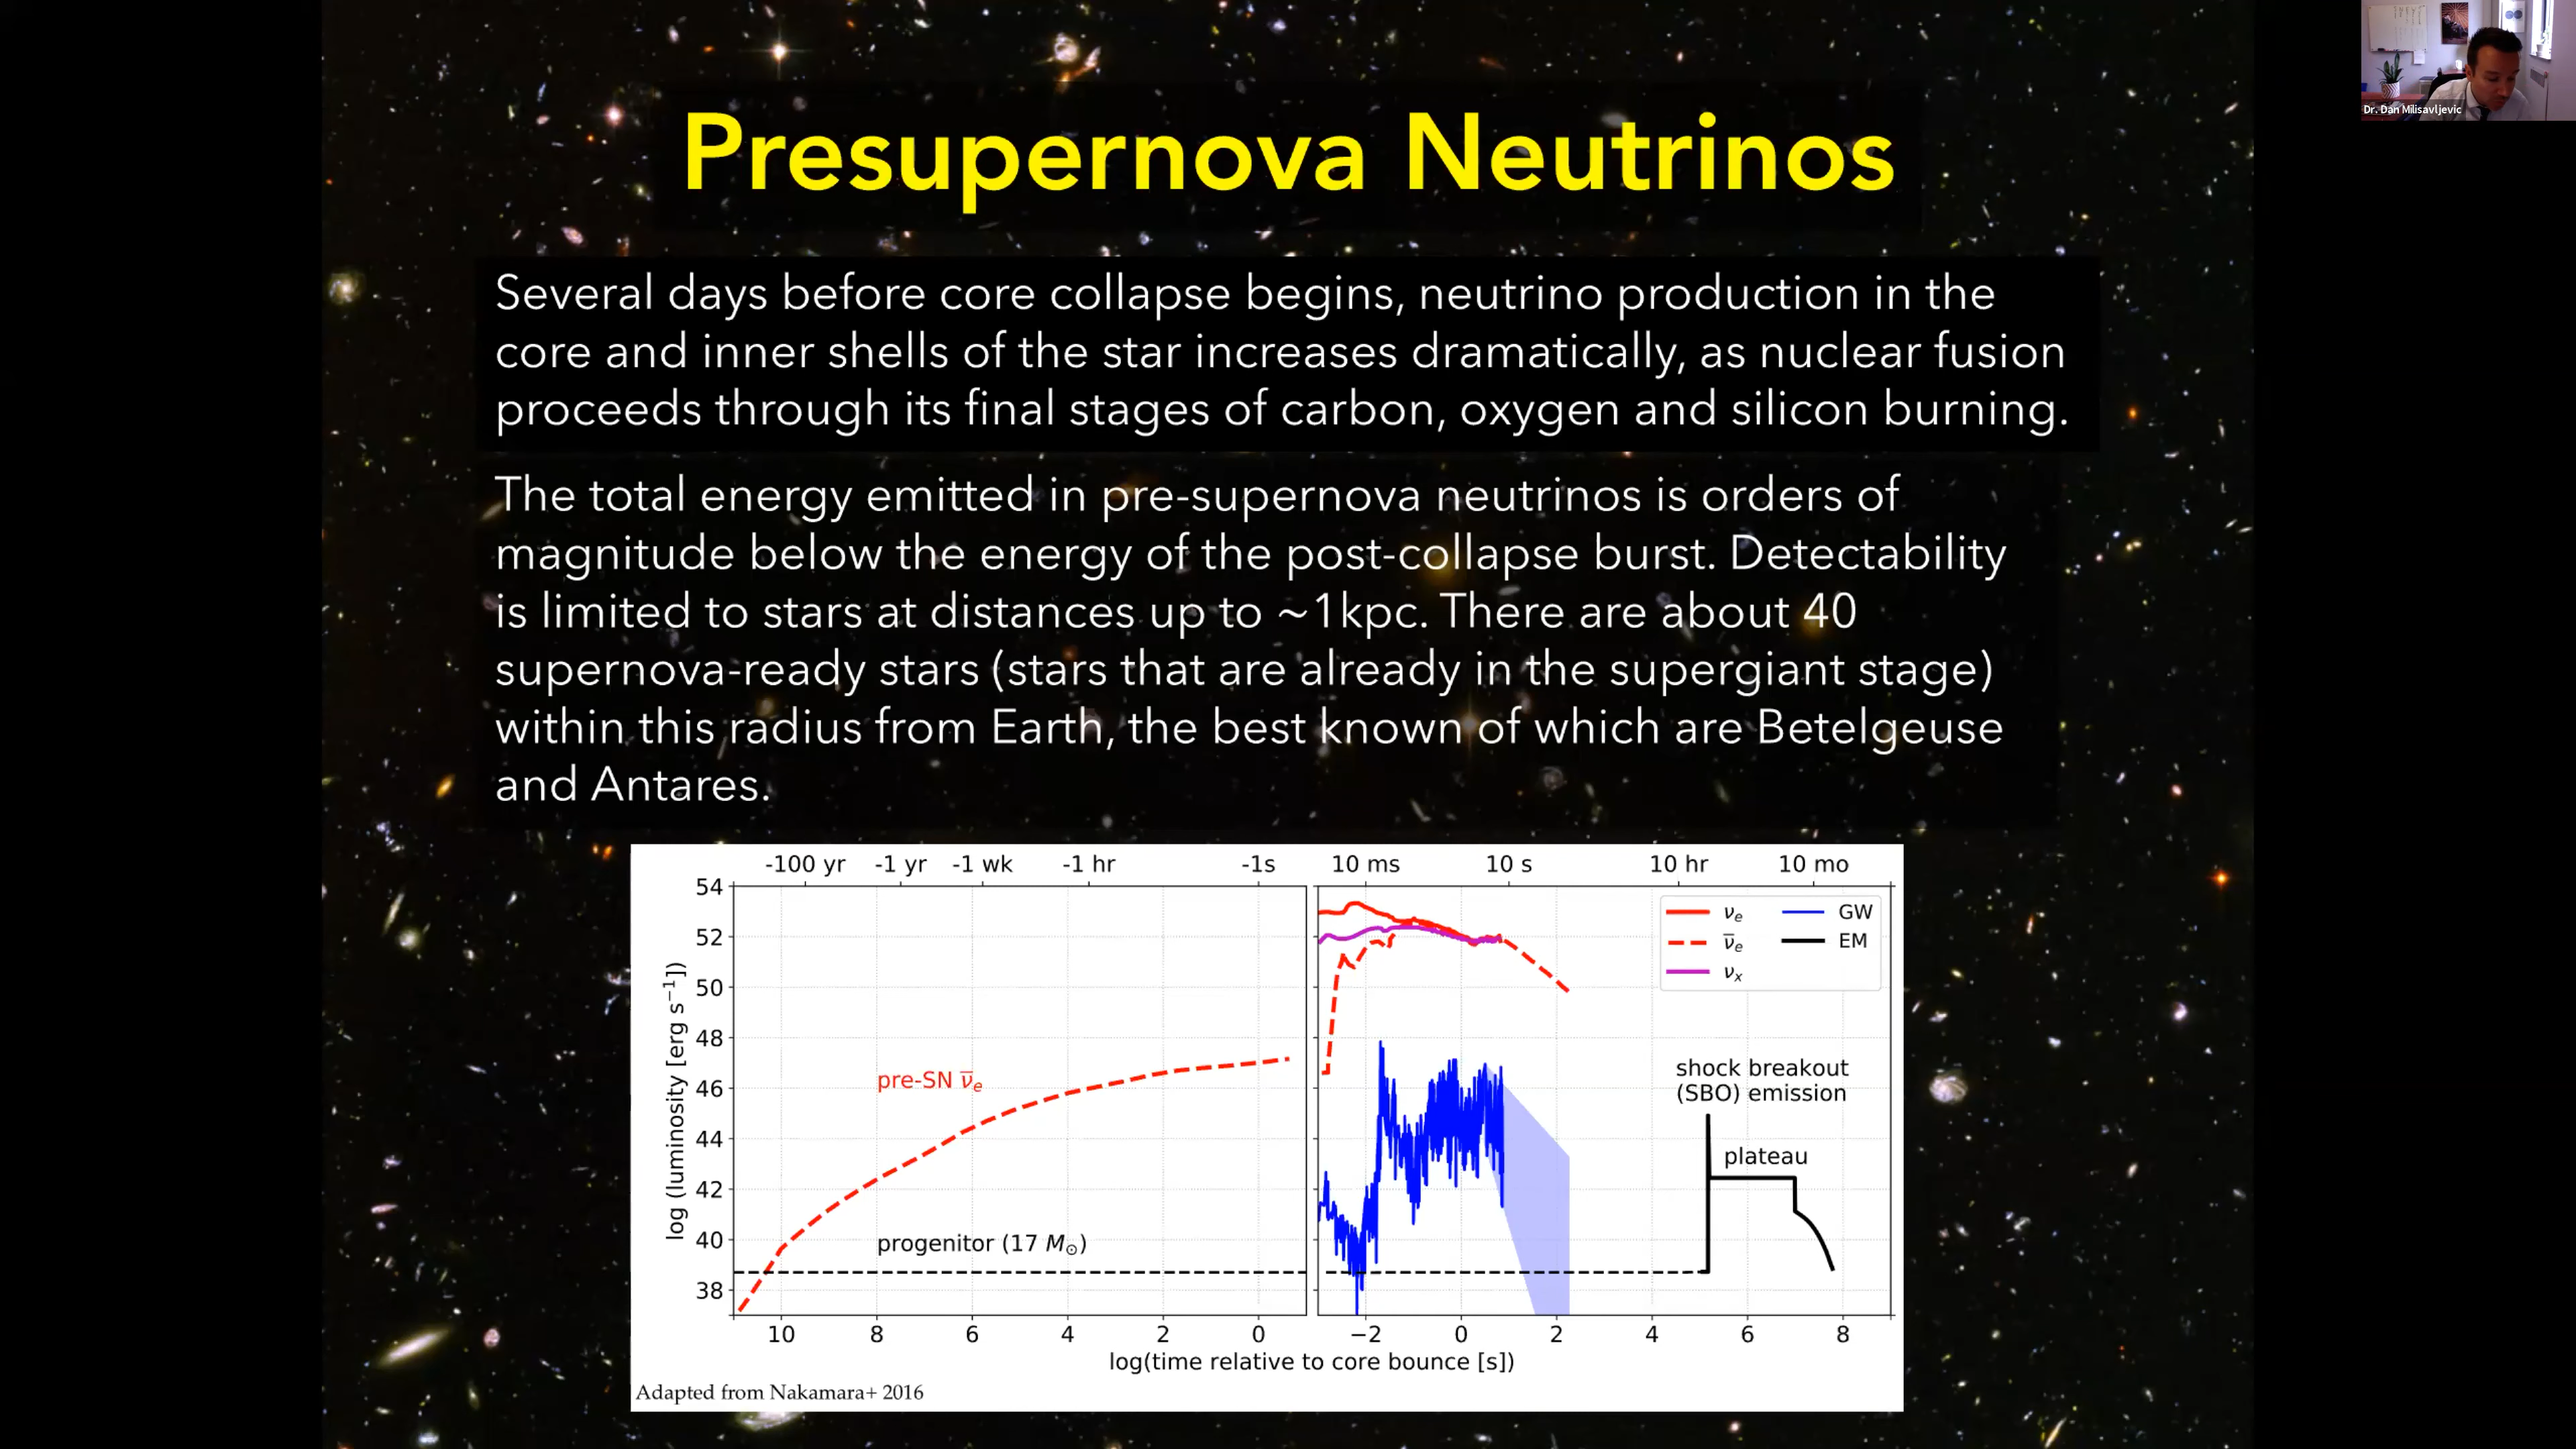 Dr. Dan Milisavljevic
Presupernova Neutrinos
Several days before core collapse begins, neutrino production in the
core and inner shells of the star increases dramatically, as nuclear fusion
proceeds through its final stages of carbon, oxygen and silicon burning.
The total energy emitted in pre-supernova neutrinos is orders of
magnitude below the energy of the post-collapse burst. Detectability
is limited to stars at distances up to ~1kpc. There are about 40
supernova-ready stars (stars that are already in the supergiant stage)
within this radius from Earth, the best known of which are Betelgeuse
and Antares.
-100 yr -1 yr -1 wk -1 hr -1s 10 ms 10 s 10 hr 10 mo
54
52
50
48
46
44
42
40
38
log (luminosity [erg s⁻¹])
pre-SN ν̅ₑ
progenitor (17 M☉)
νₑ GW
ν̅ₑ EM
νₓ
shock breakout
(SBO) emission
plateau
10 8 6 4 2 0 −2 0 2 4 6 8
log(time relative to core bounce [s])
Adapted from Nakamara+ 2016